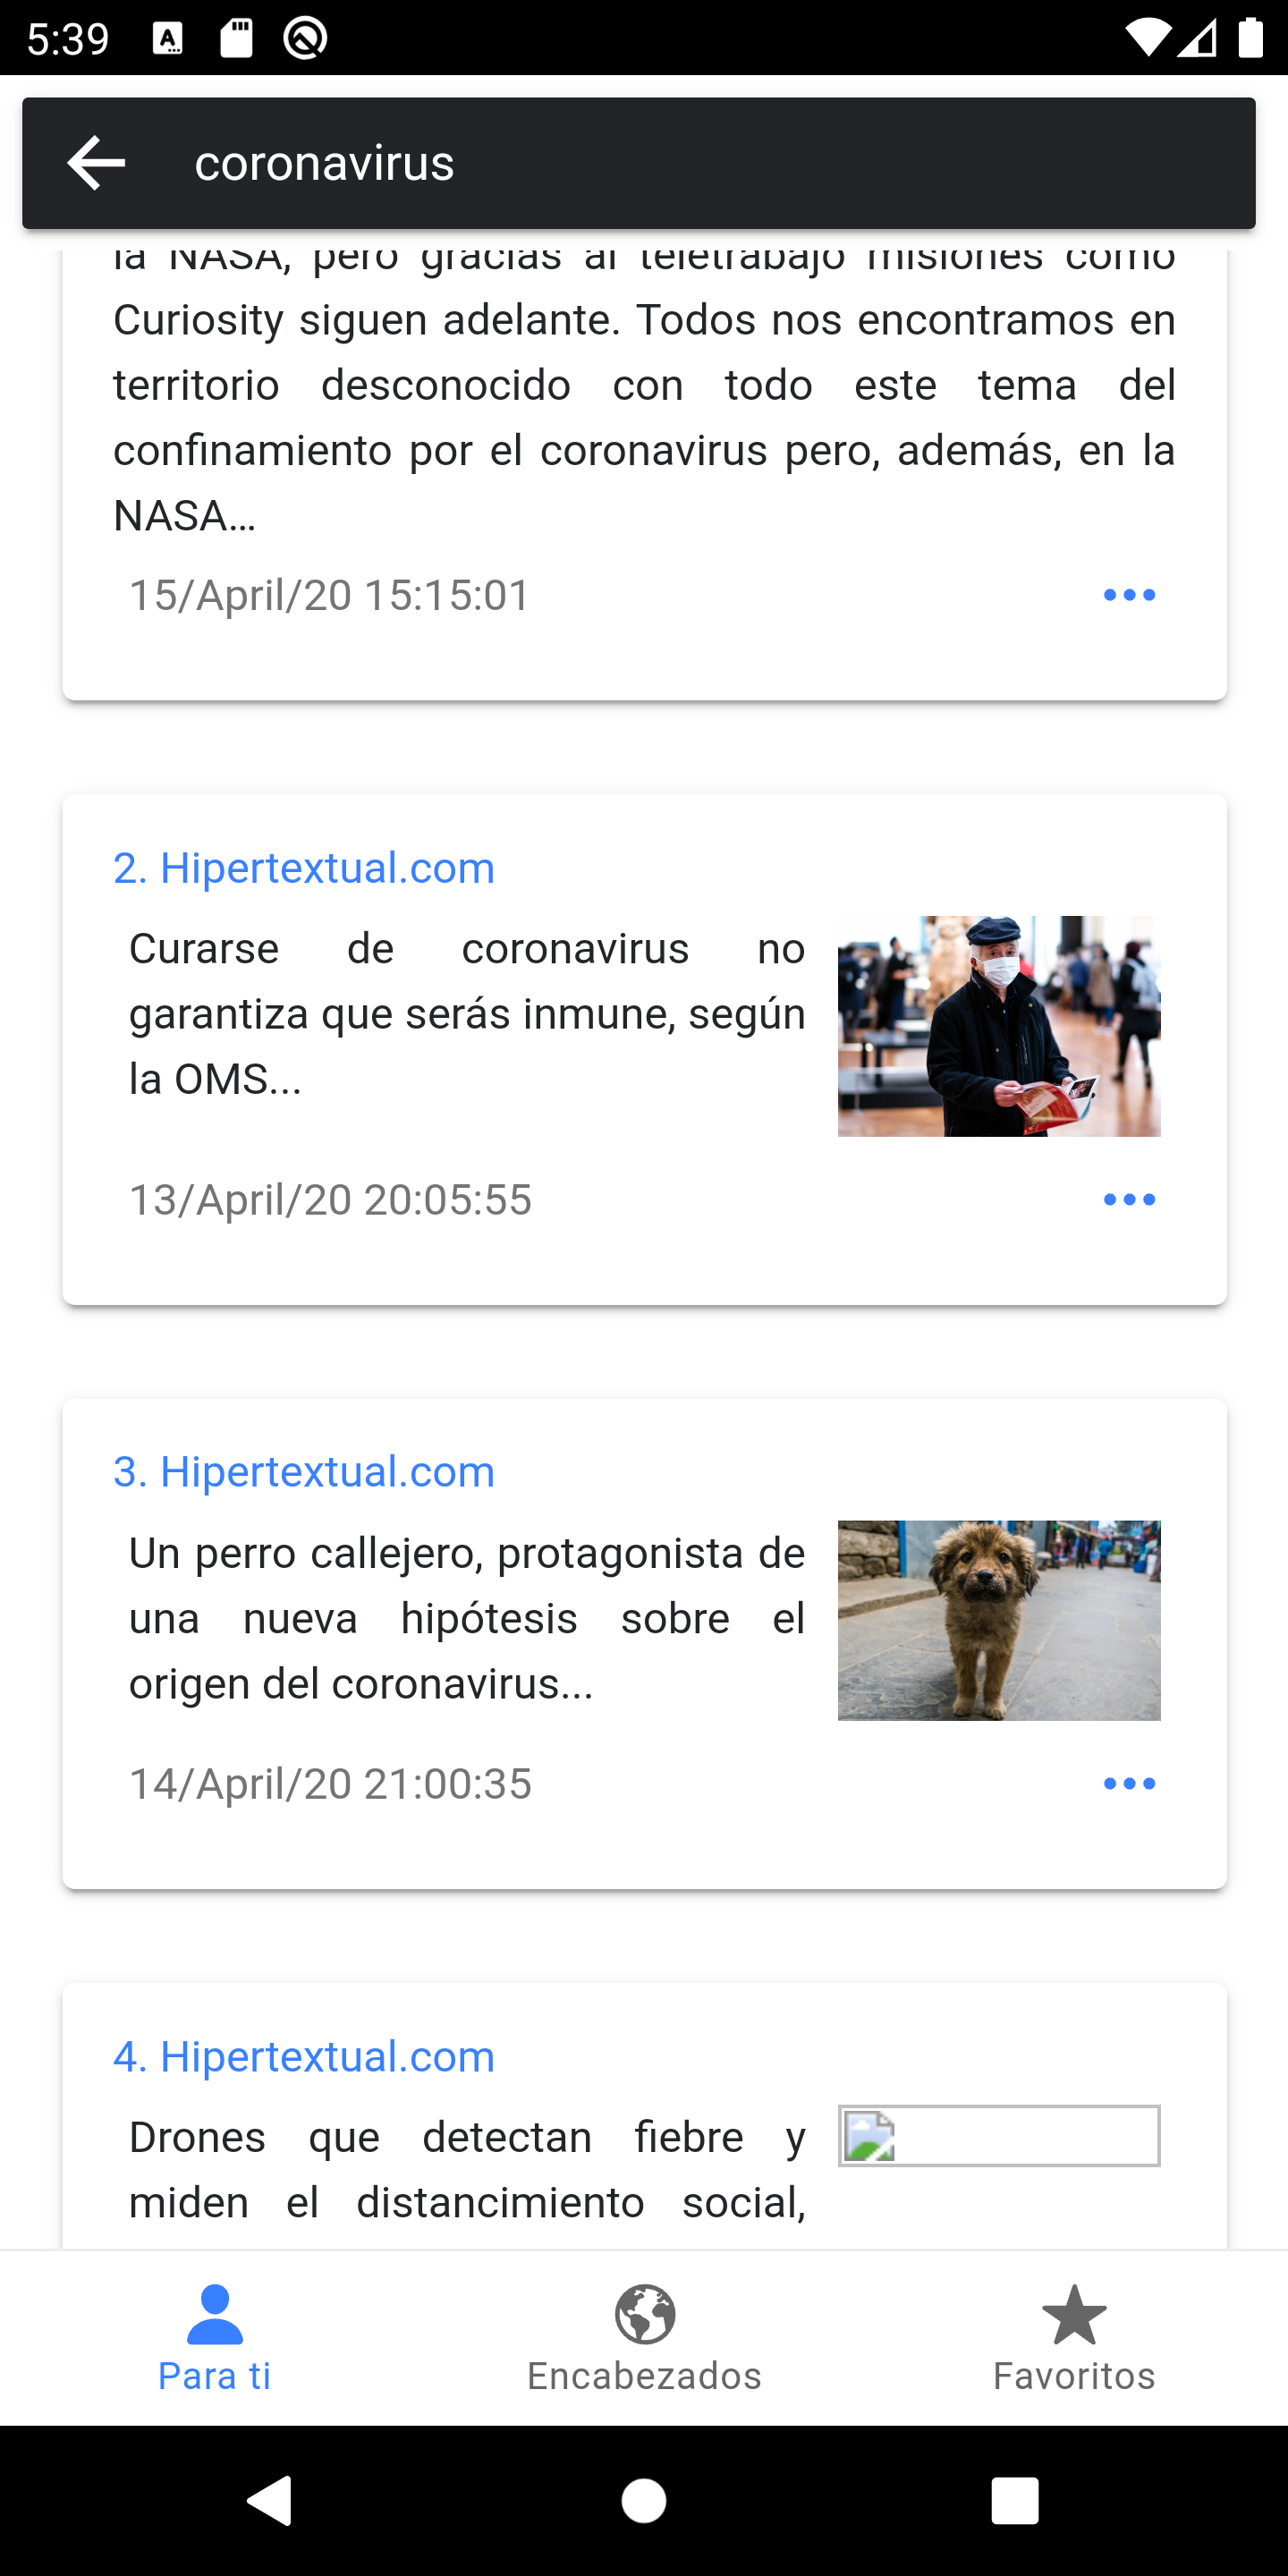 5:39
coronavirus
la NASA, pero gracias al teletrabajo misiones como
Curiosity siguen adelante. Todos nos encontramos en
territorio desconocido con todo este tema del
confinamiento por el coronavirus pero, además, en la
NASA…
15/April/20 15:15:01
2. Hipertextual.com
Curarse de coronavirus no
garantiza que serás inmune, según
la OMS...
13/April/20 20:05:55
3. Hipertextual.com
Un perro callejero, protagonista de
una nueva hipótesis sobre el
origen del coronavirus...
14/April/20 21:00:35
4. Hipertextual.com
Drones que detectan fiebre y
miden el distancimiento social,
Para ti
Encabezados
Favoritos